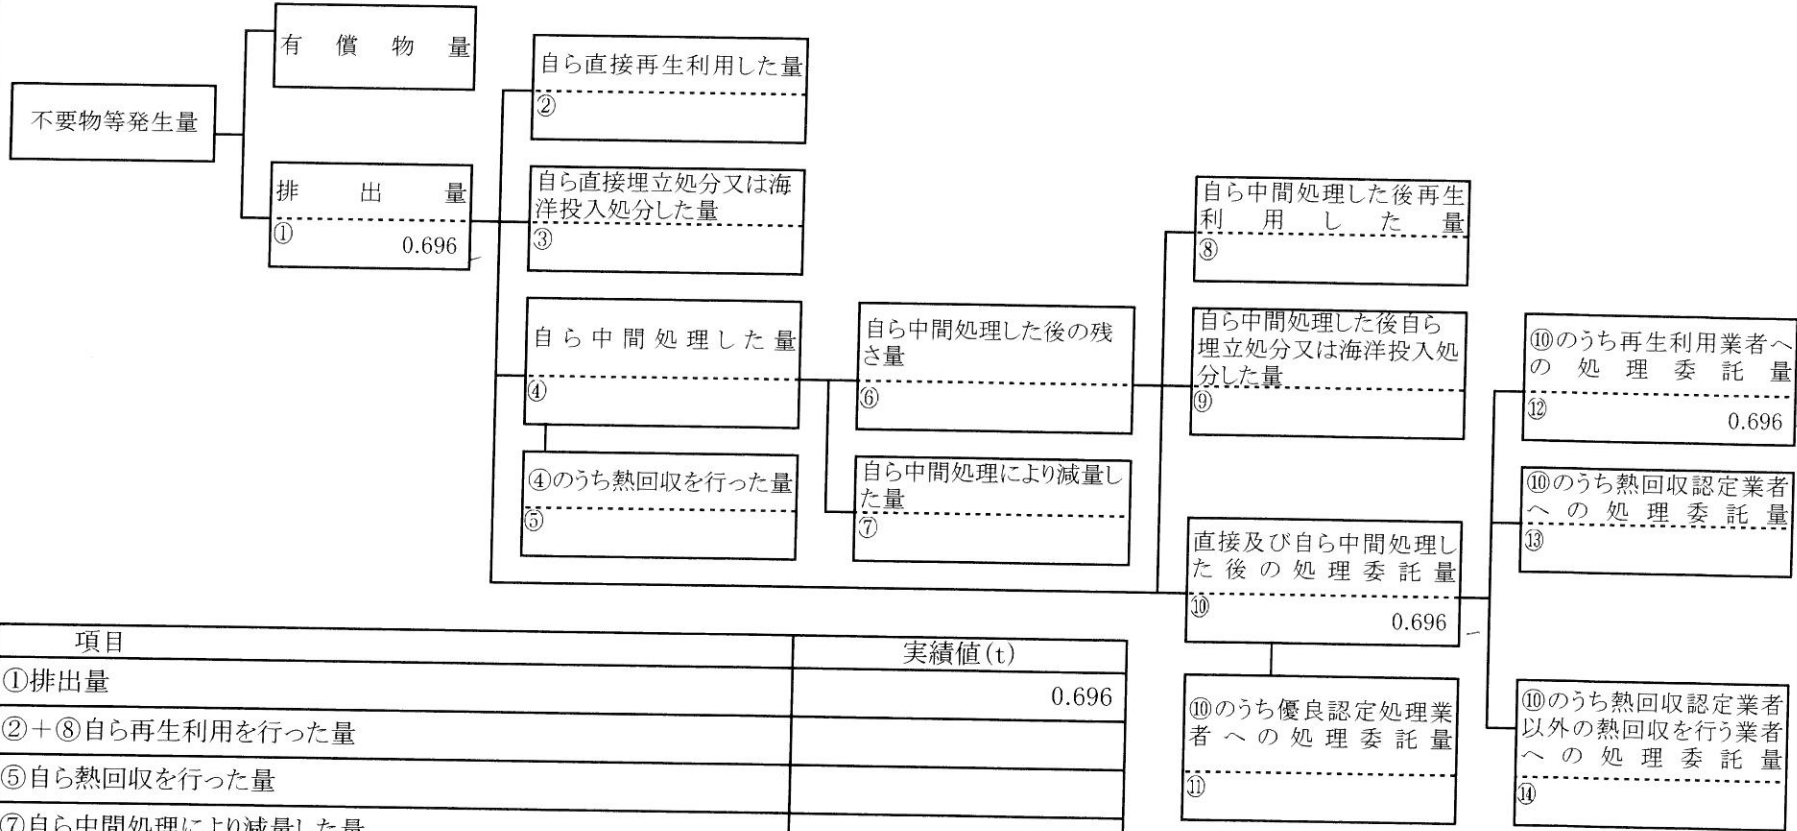 有償物量
不要物等発生量
排出量
①
0.696
自ら直接再生利用した量
②
自ら直接埋立処分又は海
洋投入処分した量
③
自ら中間処理した量
④
④のうち熱回収を行った量
⑤
自ら中間処理した後の残
さ量
⑥
自ら中間処理により減量し
た量
⑦
自ら中間処理した後再生
利用した量
⑧
自ら中間処理した後自ら
埋立処分又は海洋投入処
分した量
⑨
直接及び自ら中間処理し
た後の処理委託量
⑩
0.696
⑩のうち優良認定処理業
者への処理委託量
⑪
⑩のうち再生利用業者へ
の処理委託量
⑫
0.696
⑩のうち熱回収認定業者
への処理委託量
⑬
⑩のうち熱回収認定業者
以外の熱回収を行う業者
への処理委託量
⑭
項目 実績値(t)
①排出量 0.696
②+⑧自ら再生利用を行った量
⑤自ら熱回収を行った量
⑦自ら中間処理により減量した量